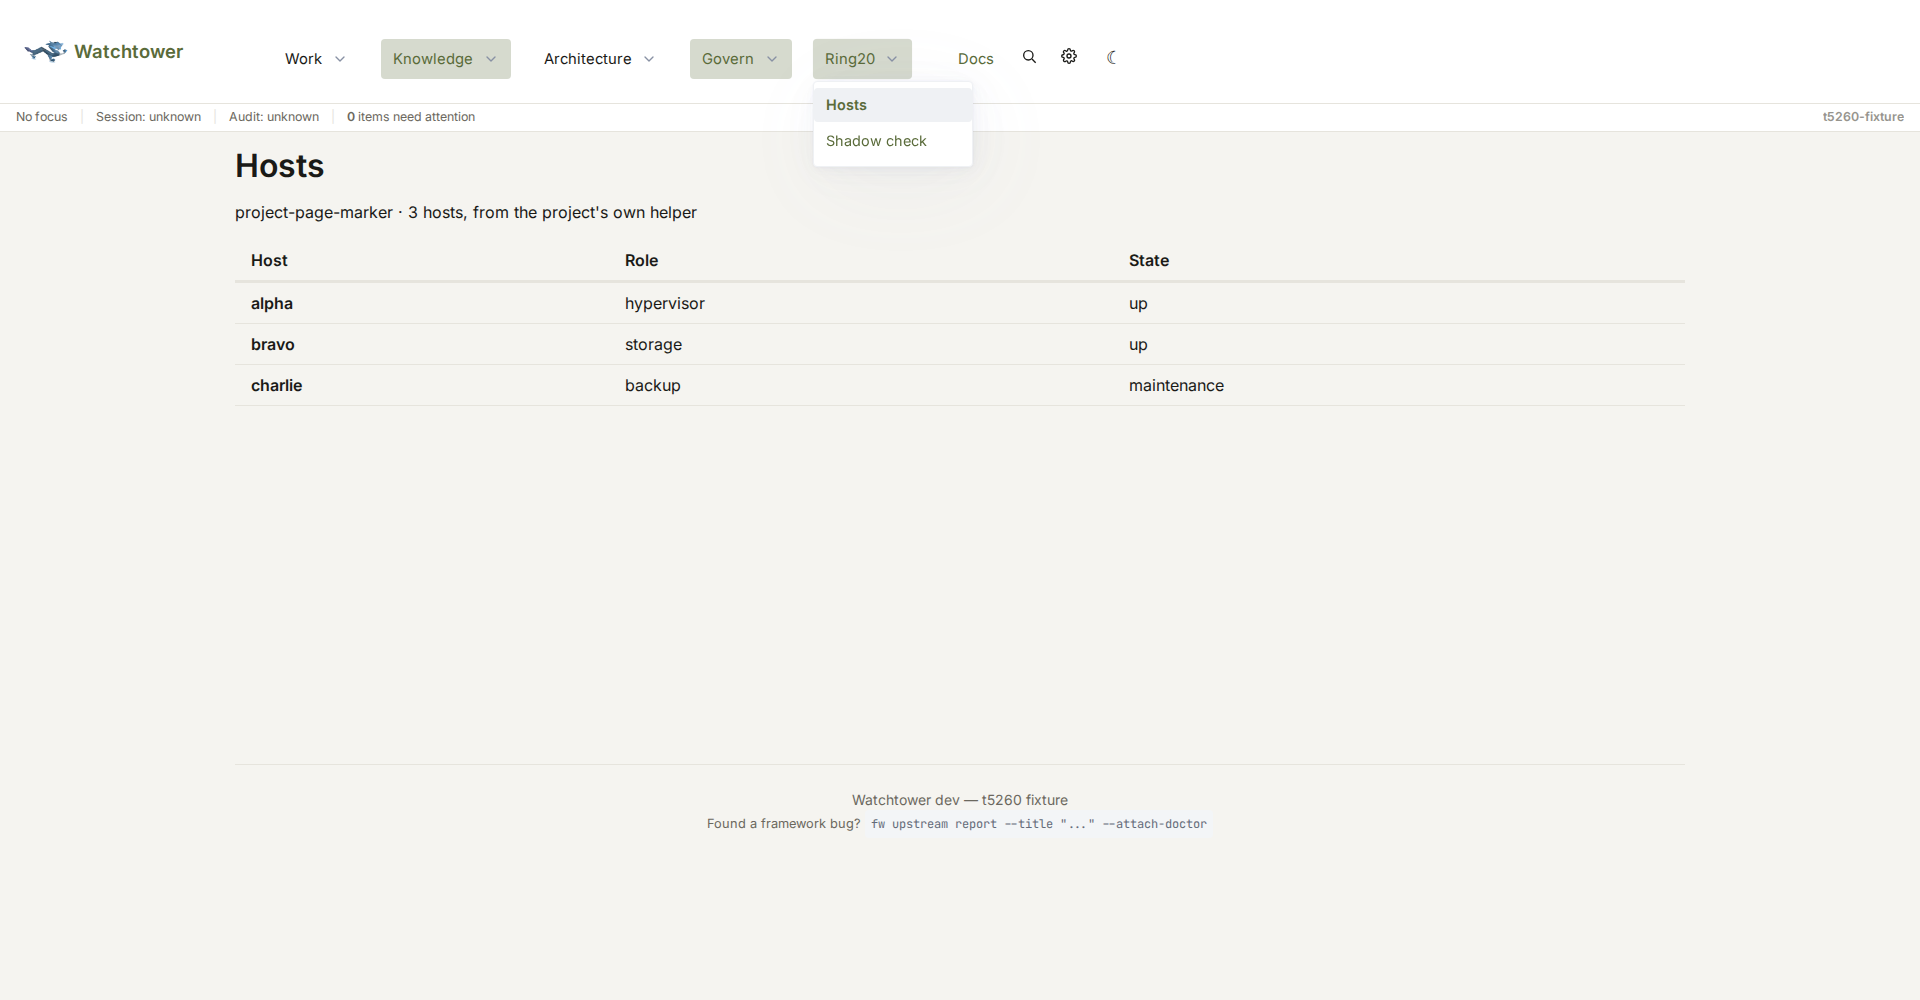 Watchtower
Work
Knowledge
Architecture
Govern
Ring20
Docs
Hosts
Shadow check
No focus
Session: unknown
Audit: unknown
0 items need attention
t5260-fixture
Hosts
project-page-marker · 3 hosts, from the project's own helper
Host Role State
alpha hypervisor up
bravo storage up
charlie backup maintenance
Watchtower dev — t5260 fixture
Found a framework bug? fw upstream report --title "..." --attach-doctor